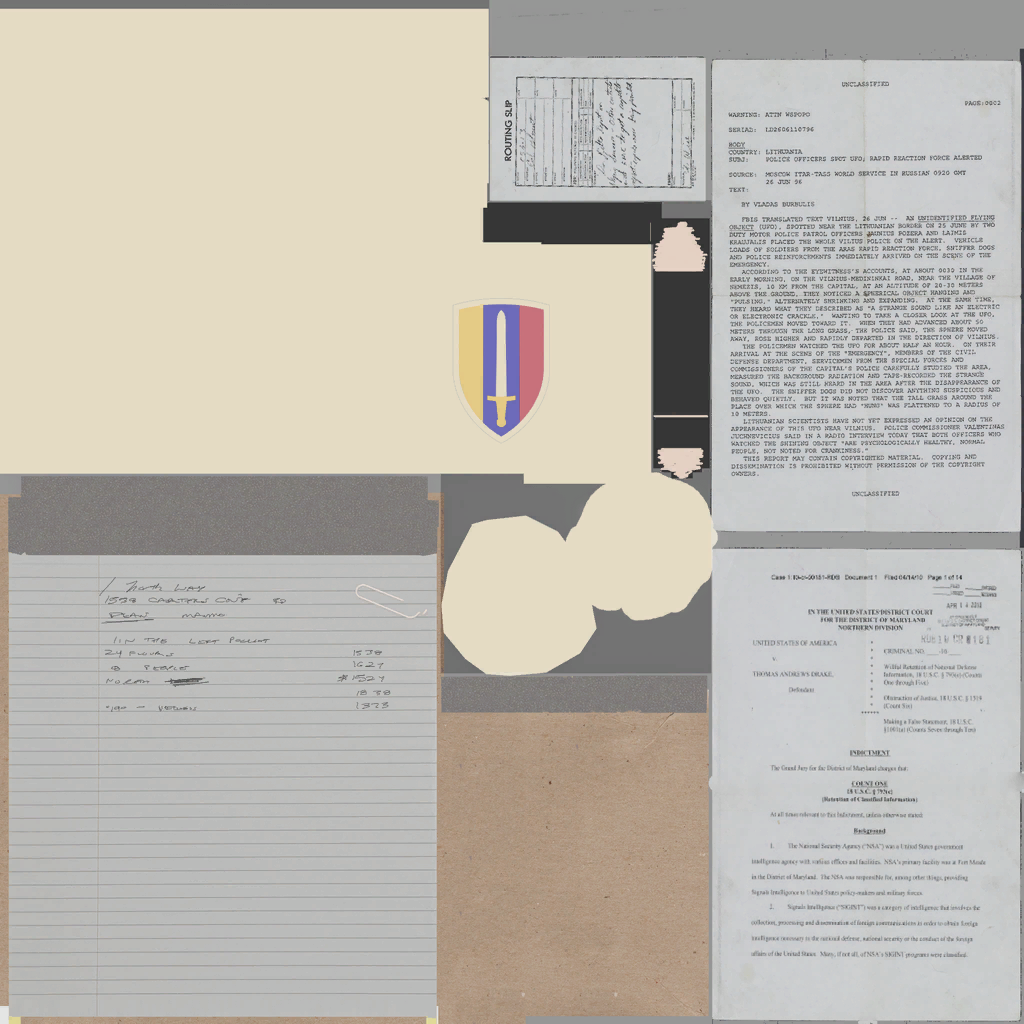 ROUTING SLIP
UNCLASSIFIED
PAGE:0002
WARNING: ATTN WSPOPO
SERIAL: LD2606110796
BODY
COUNTRY: LITHUANIA
SUBJ: POLICE OFFICERS SPOT UFO, RAPID REACTION FORCE ALERTED
SOURCE: MOSCOW ITAR-TASS WORLD SERVICE IN RUSSIAN 0920 GMT
26 JUN 96
TEXT:
BY VLADAS BURBULIS
FBIS TRANSLATED TEXT VILNIUS, 26 JUN -- AN UNIDENTIFIED FLYING
OBJECT (UFO), SPOTTED NEAR THE LITHUANIAN BORDER ON 25 JUNE BY TWO
DUTY MOTOR POLICE PATROL OFFICERS JAUNIUS POZERA AND LAIMIS
KRAUJALIS PLACED THE WHOLE VILNIUS POLICE ON THE ALERT. VEHICLE
LOADS OF SOLDIERS FROM THE ARAS RAPID REACTION FORCE, SNIFFER DOGS
AND POLICE REINFORCEMENTS IMMEDIATELY ARRIVED ON THE SCENE OF THE
EMERGENCY.
ACCORDING TO THE EYEWITNESS'S ACCOUNTS, AT ABOUT 0030 IN THE
EARLY MORNING, ON THE VILNIUS-MEDININKAI ROAD, NEAR THE VILLAGE OF
NEMEZIS, 10 KM FROM THE CAPITAL, AT AN ALTITUDE OF 20-30 METERS
ABOVE THE GROUND, THEY NOTICED A SPHERICAL OBJECT HANGING AND
"PULSING," ALTERNATELY SHRINKING AND EXPANDING. AT THE SAME TIME,
THEY HEARD WHAT THEY DESCRIBED AS "A STRANGE SOUND LIKE AN ELECTRIC
OR ELECTRONIC CRACKLE." WANTING TO TAKE A CLOSER LOOK AT THE UFO,
THE POLICEMEN MOVED TOWARD IT. WHEN THEY HAD ADVANCED ABOUT 50
METERS THROUGH THE LONG GRASS, THE POLICE SAID, THE SPHERE MOVED
AWAY, ROSE HIGHER AND RAPIDLY DEPARTED IN THE DIRECTION OF VILNIUS.
THE POLICEMEN WATCHED THE UFO FOR ABOUT HALF AN HOUR. ON THEIR
ARRIVAL AT THE SCENE OF THE "EMERGENCY", MEMBERS OF THE CIVIL
DEFENSE DEPARTMENT, SERVICEMEN FROM THE SPECIAL FORCES AND
COMMISSIONERS OF THE CAPITAL'S POLICE CAREFULLY STUDIED THE AREA,
MEASURED THE BACKGROUND RADIATION AND TAPE-RECORDED THE STRANGE
SOUND, WHICH WAS STILL HEARD IN THE AREA AFTER THE DISAPPEARANCE OF
THE UFO. THE SNIFFER DOGS DID NOT DISCOVER ANYTHING SUSPICIOUS AND
BEHAVED QUIETLY. BUT IT WAS NOTED THAT THE TALL GRASS AROUND THE
PLACE OVER WHICH THE SPHERE HAD "HUNG" WAS FLATTENED TO A RADIUS OF
10 METERS.
LITHUANIAN SCIENTISTS HAVE NOT YET EXPRESSED AN OPINION ON THE
APPEARANCE OF THIS UFO NEAR VILNIUS. POLICE COMMISSIONER VALENTINAS
JUCHNEVICIUS SAID IN A RADIO INTERVIEW TODAY THAT BOTH OFFICERS WHO
WATCHED THE SHINING OBJECT "ARE PSYCHOLOGICALLY HEALTHY, NORMAL
PEOPLE, NOT NOTED FOR CRANKINESS."
THIS REPORT MAY CONTAIN COPYRIGHTED MATERIAL. COPYING AND
DISSEMINATION IS PROHIBITED WITHOUT PERMISSION OF THE COPYRIGHT
OWNERS.
UNCLASSIFIED
North Way
1IN THE LEFT POCKET
1538
PEOPLE 1627
$1527
1838
1373
Document 1 Filed 04/14/10 Page 1 of 14
APR 14 2010
IN THE UNITED STATES DISTRICT COURT
FOR THE DISTRICT OF MARYLAND
NORTHERN DIVISION
UNITED STATES OF AMERICA
v.
THOMAS ANDREWS DRAKE,
Defendant
CRIMINAL NO.
Willful Retention of National Defense
Information, 18 U.S.C. § 793(e) (Counts
One through Five)
Obstruction of Justice, 18 U.S.C. § 1519
(Count Six)
Making a False Statement, 18 U.S.C.
§1001(a) (Counts Seven through Ten)
INDICTMENT
The Grand Jury for the District of Maryland charges that:
COUNT ONE
18 U.S.C. § 793(e)
(Retention of Classified Information)
At all times relevant to this Indictment, unless otherwise stated:
Background
1. The National Security Agency ("NSA") was a United States government
intelligence agency with various offices and facilities. NSA's primary facility was at Fort Meade
in the District of Maryland. The NSA was responsible for, among other things, providing
Signals Intelligence to United States policy-makers and military forces.
2. Signals Intelligence ("SIGINT") was a category of intelligence that involves the
collection, processing and dissemination of foreign communications in order to obtain foreign
intelligence necessary to the national defense, national security or the conduct of the foreign
affairs of the United States. Many, if not all, of NSA's SIGINT programs were classified.